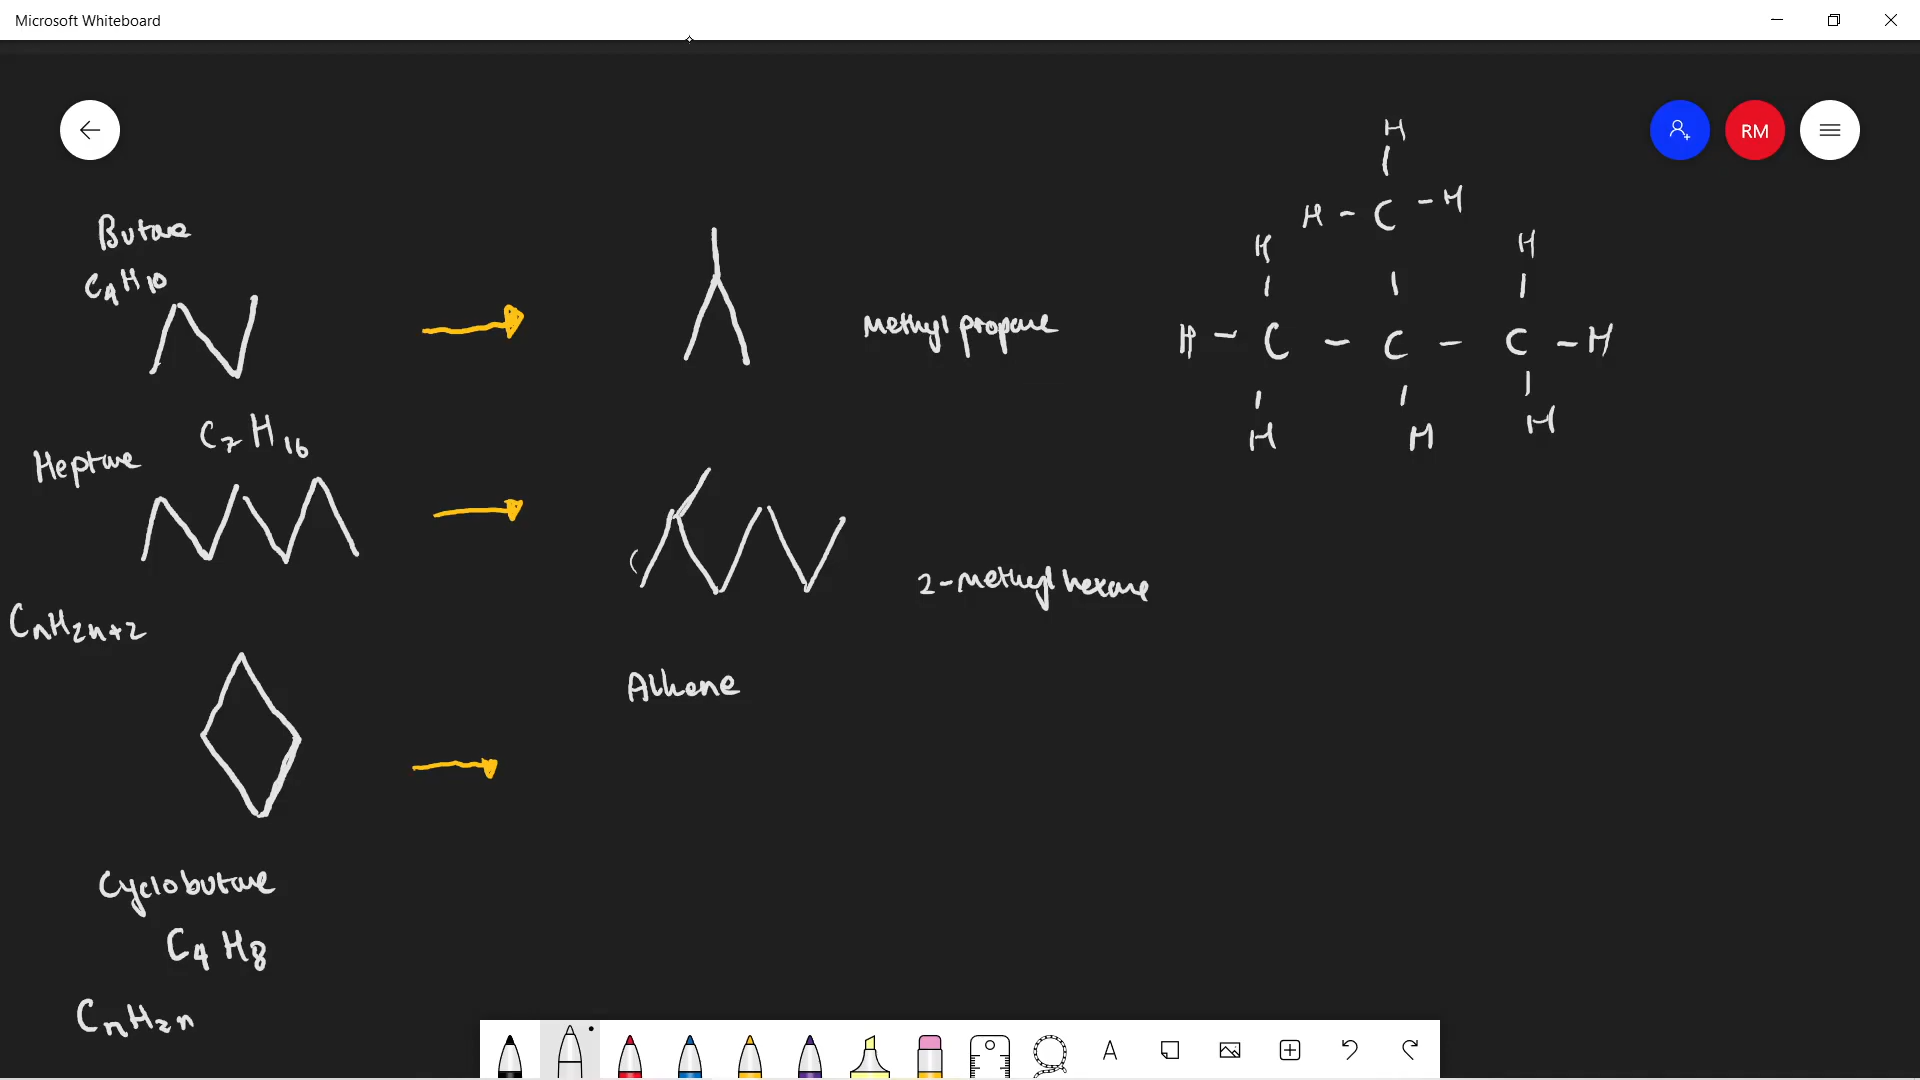 Microsoft Whiteboard
RM
Butane
C4H10
methyl propane
H
H - C - H
H H
H - C - C - C - H
H H H
Heptane
C7H16
2-methyl hexane
CnH2n+2
Alkene
Cyclobutane
C4H8
CnH2n
A